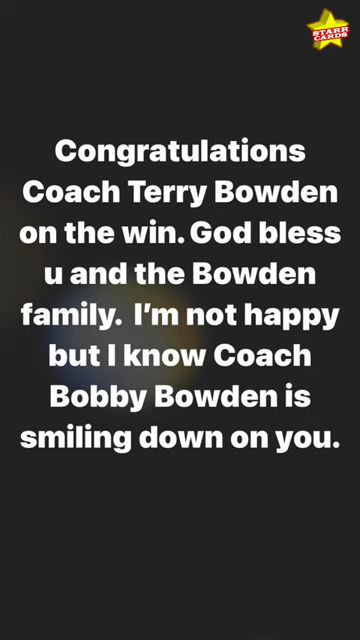 STARR
CARDS
Congratulations
Coach Terry Bowden
on the win. God bless
u and the Bowden
family.  I’m not happy
but I know Coach
Bobby Bowden is
smiling down on you.